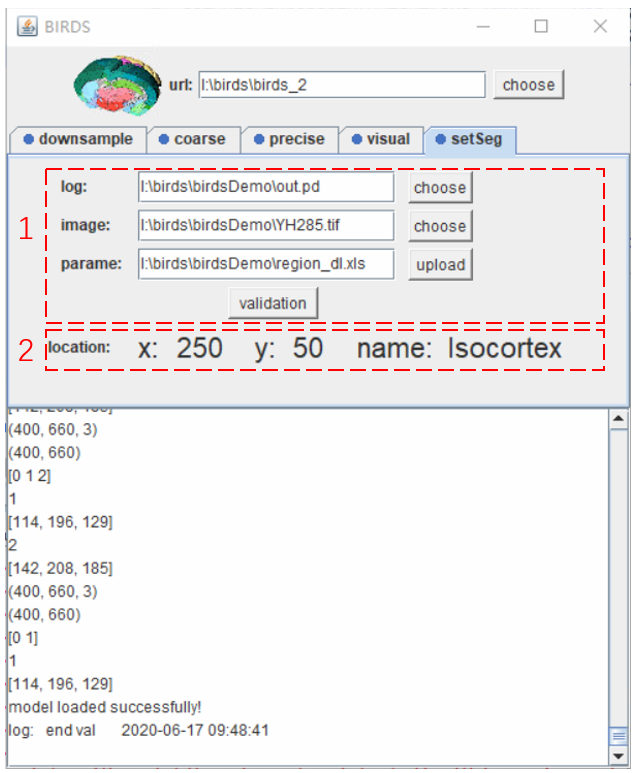 BIRDS
url: I:\birds\birds_2 choose
downsample coarse precise visual setSeg
log: I:\birds\birdsDemo\out.pd choose
1 image: I:\birds\birdsDemo\YH285.tif choose
parame: I:\birds\birdsDemo\region_dl.xls upload
validation
2 location: x: 250 y: 50 name: Isocortex
(400, 660, 3)
(400, 660)
[0 1 2]
1
[114, 196, 129]
2
[142, 208, 185]
(400, 660, 3)
(400, 660)
[0 1]
1
[114, 196, 129]
model loaded successfully!
log: end val 2020-06-17 09:48:41